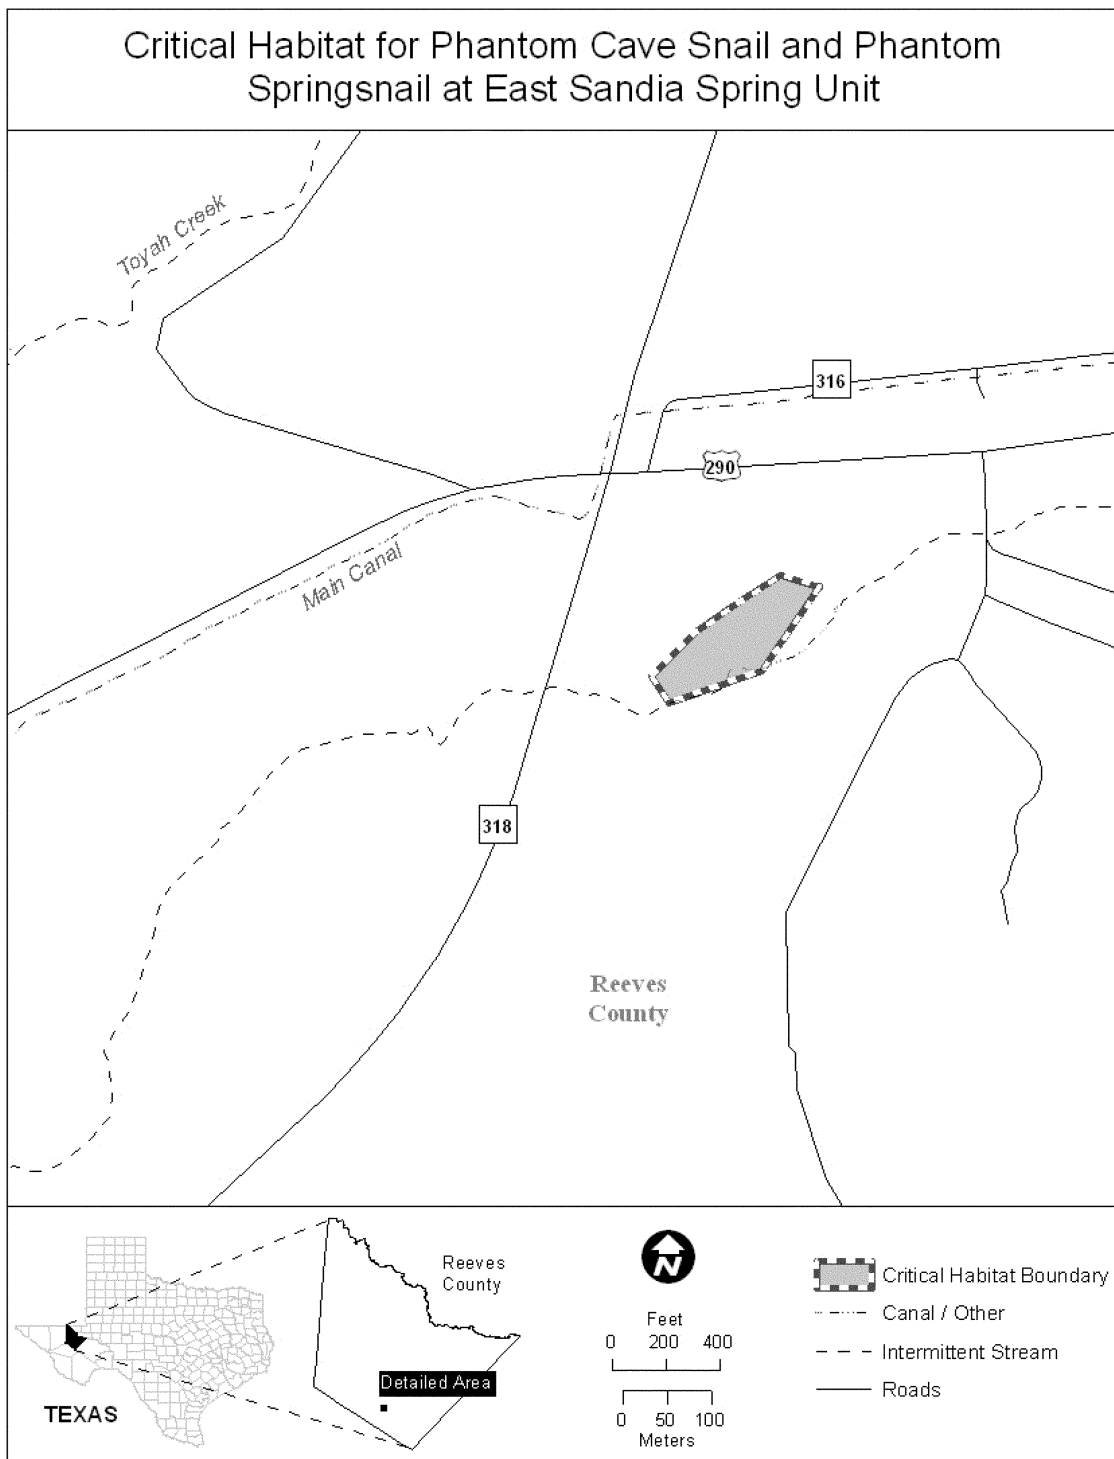 Critical Habitat for Phantom Cave Snail and Phantom
Springsnail at East Sandia Spring Unit
Toyah Creek
316
290
Main Canal
318
Reeves
County
Reeves
County
Detailed Area
TEXAS
N
Feet
0 200 400
0 50 100
Meters
Critical Habitat Boundary
Canal / Other
Intermittent Stream
Roads